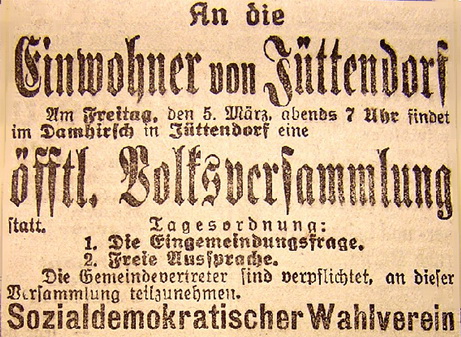 An die
Einwohner von Jüttendorf
Am Freitag, den 5. März, abends 7 Uhr findet
im Damhirsch in Jüttendorf eine
öfftl. Volksversammlung
statt. Tagesordnung:
1. Die Eingemeindungsfrage.
2. Freie Aussprache.
Die Gemeindevertreter sind verpflichtet, an dieser
Versammlung teilzunehmen.
Sozialdemokratischer Wahlverein